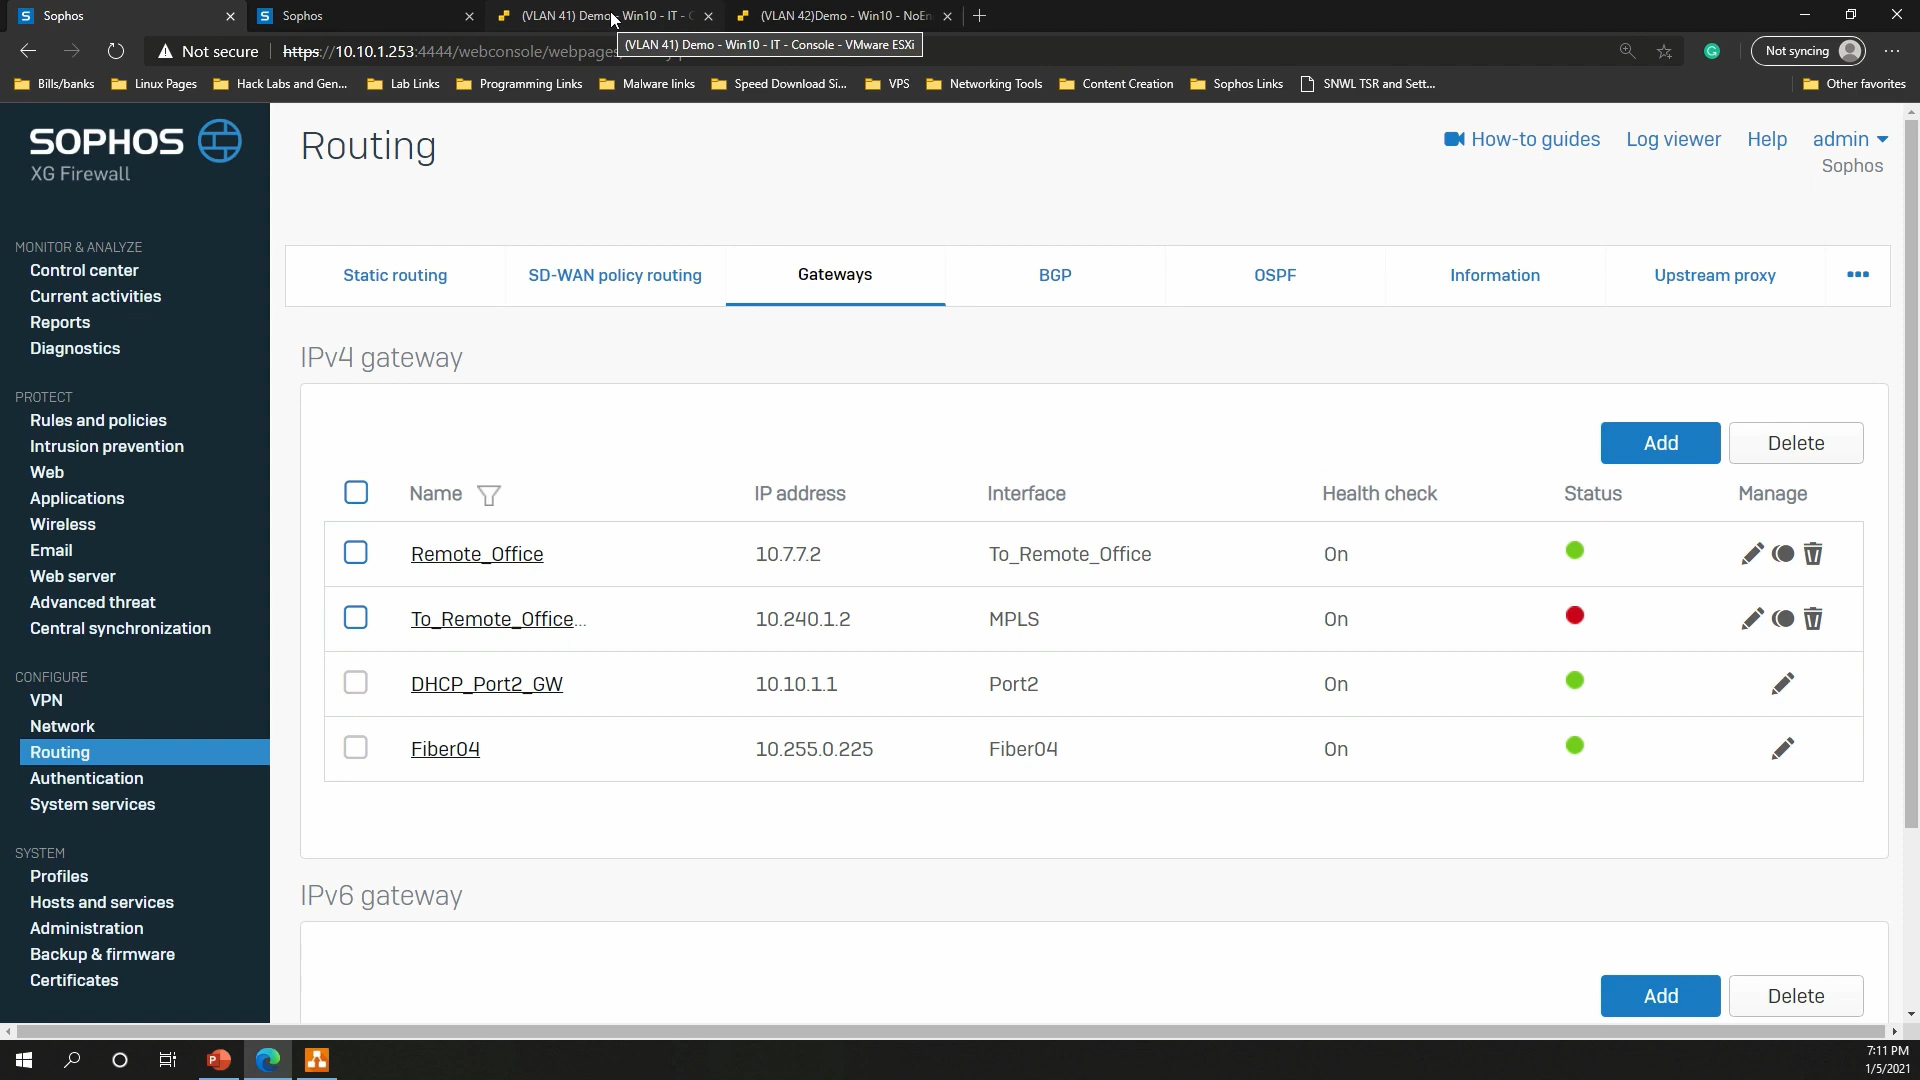 Sophos
Sophos
(VLAN 41) Demo - Win10 - IT - C
(VLAN 42)Demo - Win10 - NoEn
(VLAN 41) Demo - Win10 - IT - Console - VMware ESXi
Not secure
https://10.10.1.253:4444/webconsole/webpages
Not syncing
Bills/banks
Linux Pages
Hack Labs and Gen...
Lab Links
Programming Links
Malware links
Speed Download Si...
VPS
Networking Tools
Content Creation
Sophos Links
SNWL TSR and Sett...
Other favorites
SOPHOS
XG Firewall
MONITOR & ANALYZE
Control center
Current activities
Reports
Diagnostics
PROTECT
Rules and policies
Intrusion prevention
Web
Applications
Wireless
Email
Web server
Advanced threat
Central synchronization
CONFIGURE
VPN
Network
Routing
Authentication
System services
SYSTEM
Profiles
Hosts and services
Administration
Backup & firmware
Certificates
Routing
How-to guides
Log viewer
Help
admin
Sophos
Static routing
SD-WAN policy routing
Gateways
BGP
OSPF
Information
Upstream proxy
IPv4 gateway
Add
Delete
Name IP address Interface Health check Status Manage
Remote_Office 10.7.7.2 To_Remote_Office On
To_Remote_Office... 10.240.1.2 MPLS On
DHCP_Port2_GW 10.10.1.1 Port2 On
Fiber04 10.255.0.225 Fiber04 On
IPv6 gateway
Add
Delete
7:11 PM
1/5/2021